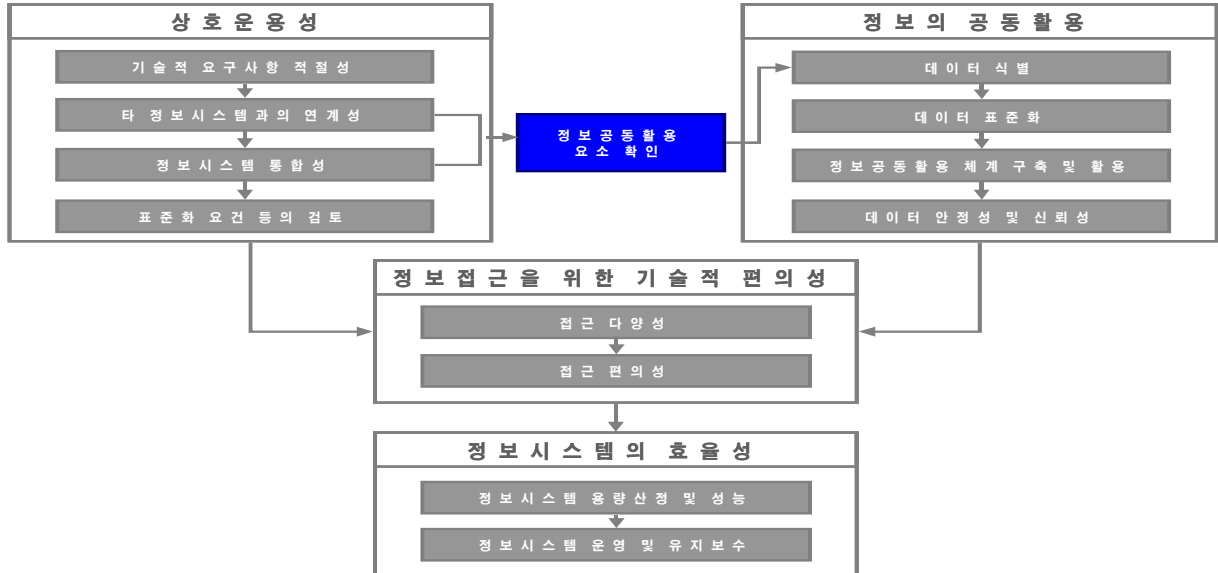 상호운용성
기술적 요구사항 적절성
타 정보시스템과의 연계성
정보시스템 통합성
표준화 요건 등의 검토
정보공동활용
요소 확인
정보의 공동활용
데이터 식별
데이터 표준화
정보공동활용 체계 구축 및 활용
데이터 안정성 및 신뢰성
정보접근을 위한 기술적 편의성
접근 다양성
접근 편의성
정보시스템의 효율성
정보시스템 용량산정 및 성능
정보시스템 운영 및 유지보수